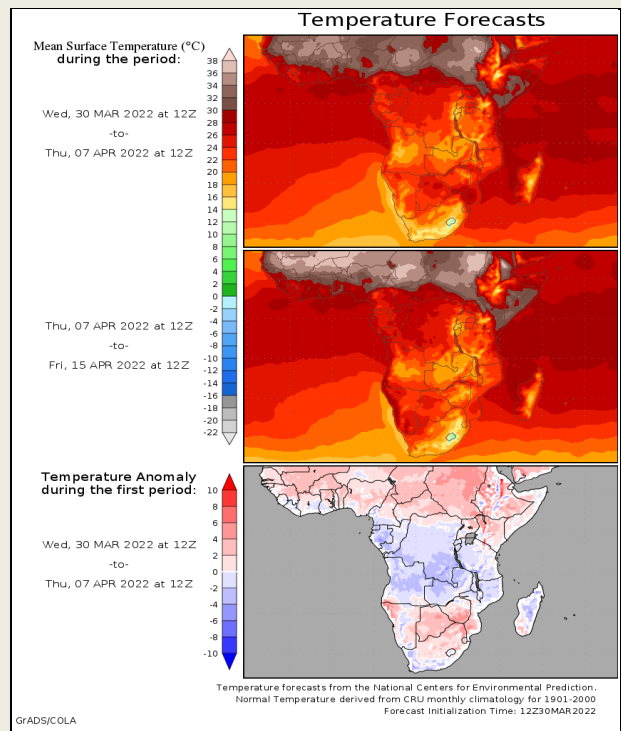 Temperature Forecasts
Mean Surface Temperature (°C)
during the period:
Wed, 30 MAR 2022 at 12Z
-to-
Thu, 07 APR 2022 at 12Z
38
36
34
32
30
28
26
24
22
20
18
16
14
12
10
8
6
4
2
0
-2
-4
-6
-8
-10
-12
-14
-16
-18
-20
-22
Thu, 07 APR 2022 at 12Z
-to-
Fri, 15 APR 2022 at 12Z
Temperature Anomaly
during the first period:
Wed, 30 MAR 2022 at 12Z
-to-
Thu, 07 APR 2022 at 12Z
10
8
6
4
2
0
-2
-4
-6
-8
-10
Temperature forecasts from the National Centers for Environmental Prediction.
Normal Temperature derived from CRU monthly climatology for 1901-2000
Forecast Initialization Time: 12Z30MAR2022
GrADS/COLA